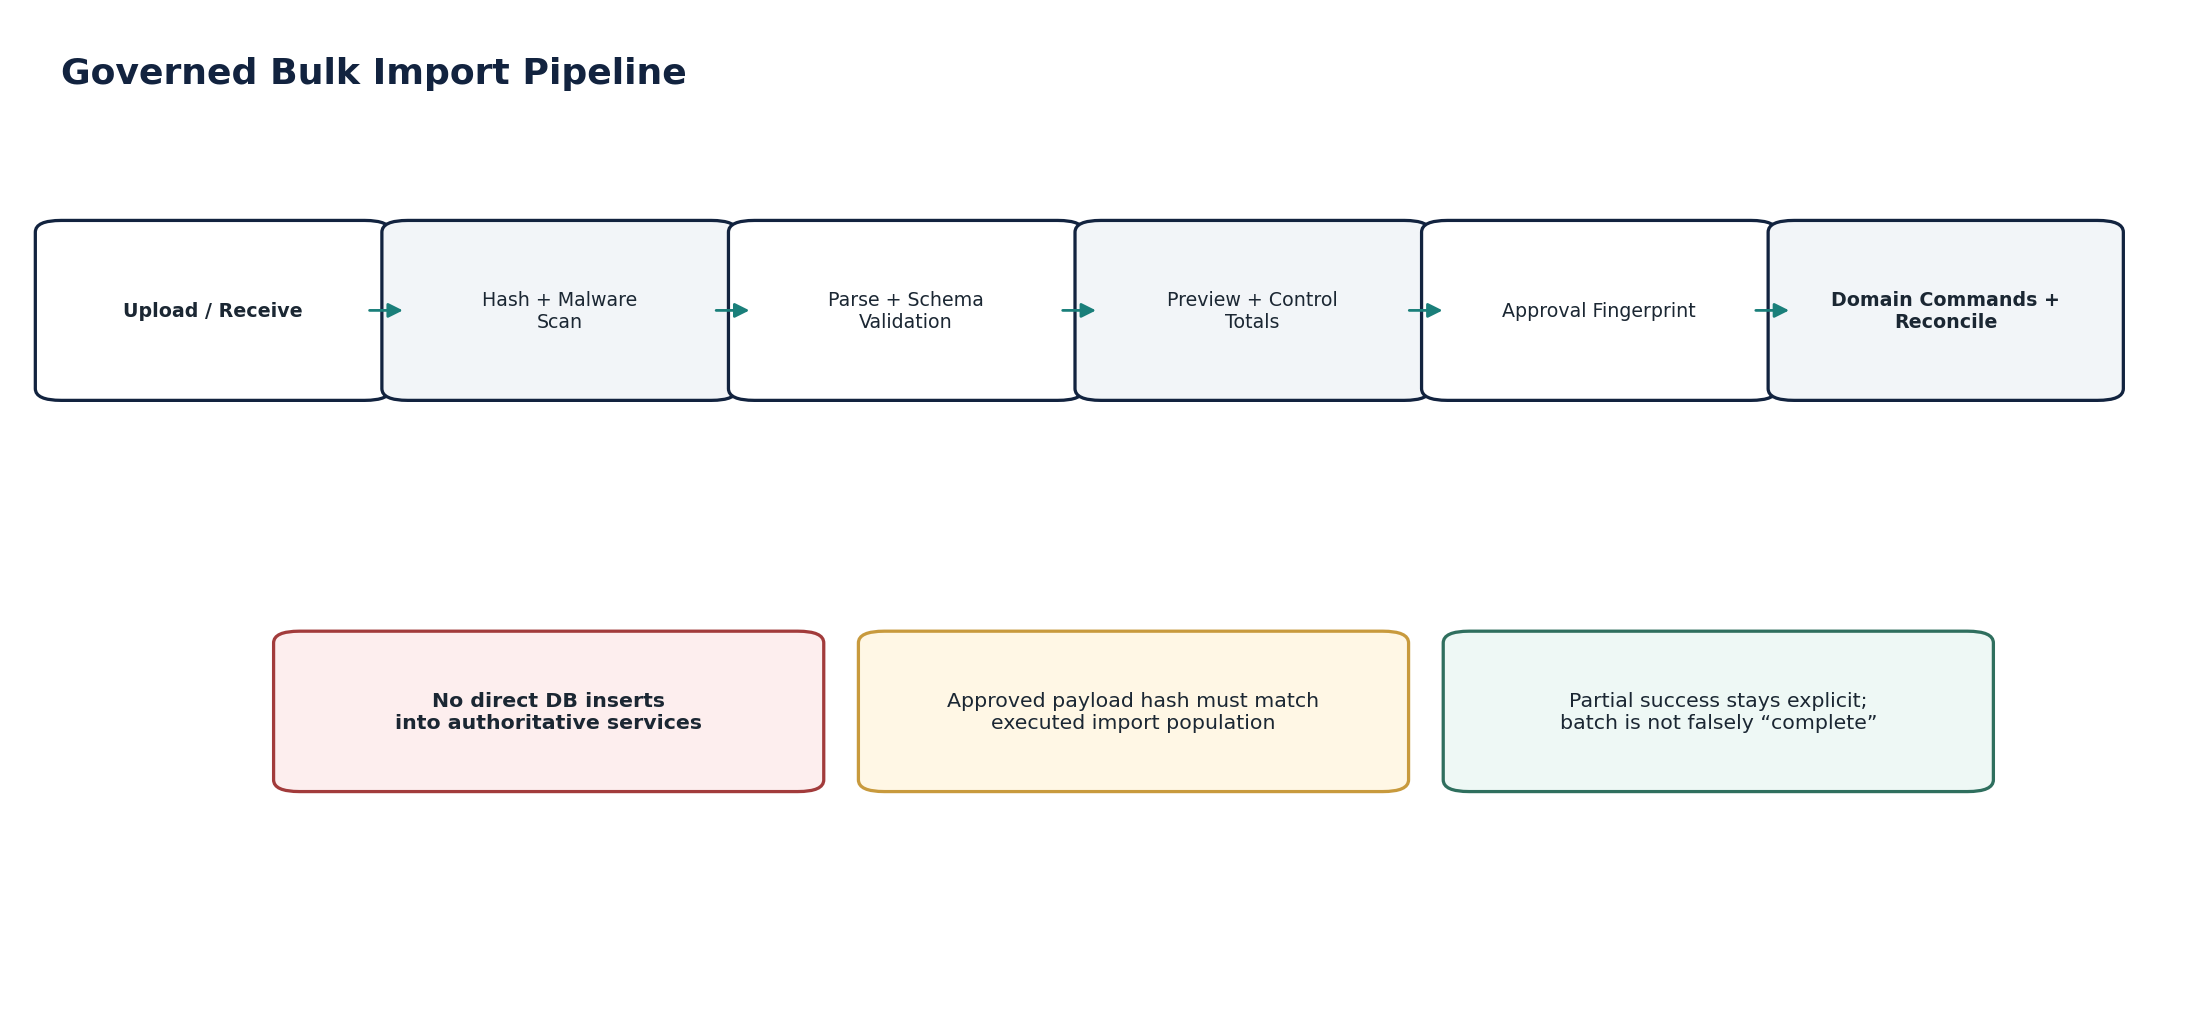 Governed Bulk Import Pipeline
Upload / Receive
Hash + Malware
Scan
Parse + Schema
Validation
Preview + Control
Totals
Approval Fingerprint
Domain Commands +
Reconcile
No direct DB inserts
into authoritative services
Approved payload hash must match
executed import population
Partial success stays explicit;
batch is not falsely “complete”